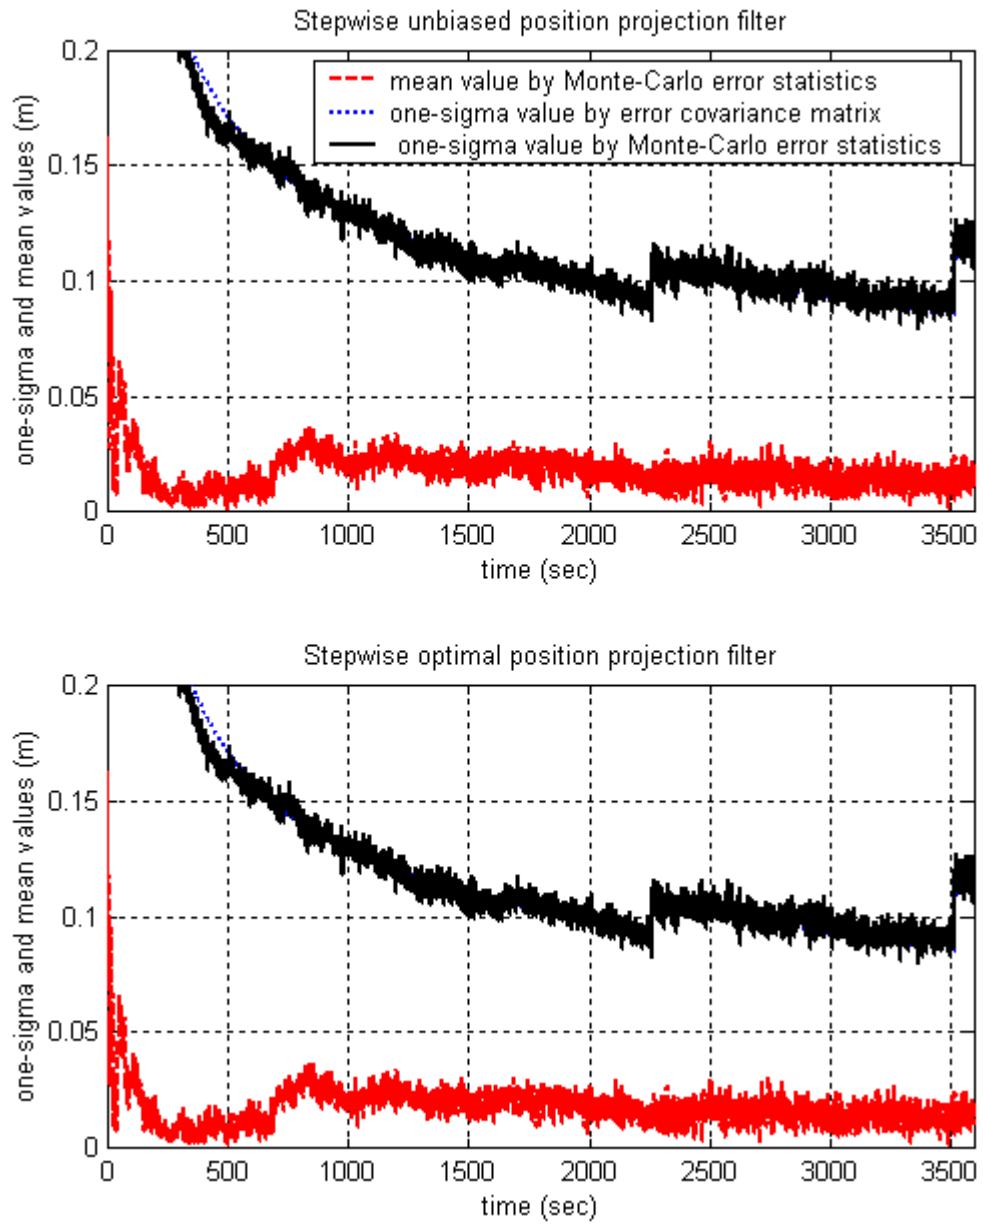 Stepwise unbiased position projection filter
0.2
mean value by Monte-Carlo error statistics
one-sigma value by error covariance matrix
one-sigma value by Monte-Carlo error statistics
0.15
0.1
0.05
0
one-sigma and mean values (m)
0 500 1000 1500 2000 2500 3000 3500
time (sec)
Stepwise optimal position projection filter
0.2
0.15
0.1
0.05
0
one-sigma and mean values (m)
0 500 1000 1500 2000 2500 3000 3500
time (sec)